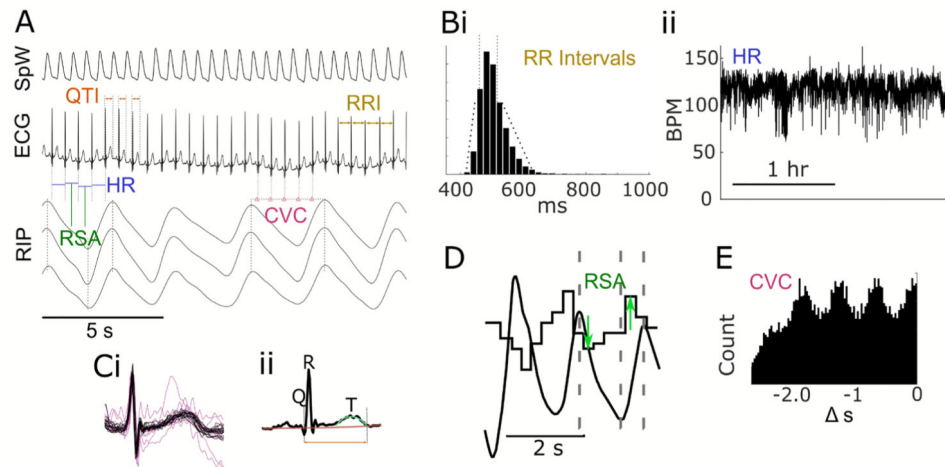 A
SpW
QTI
ECG
RRI
HR
RSA
CVC
RIP
5 s
Bi
RR Intervals
400 600 800 1000
ms
ii
HR
150
100
50
0
BPM
1 hr
Ci
ii
R
Q
T
D
RSA
2 s
E
CVC
Count
-2.0 -1 0
Δ s